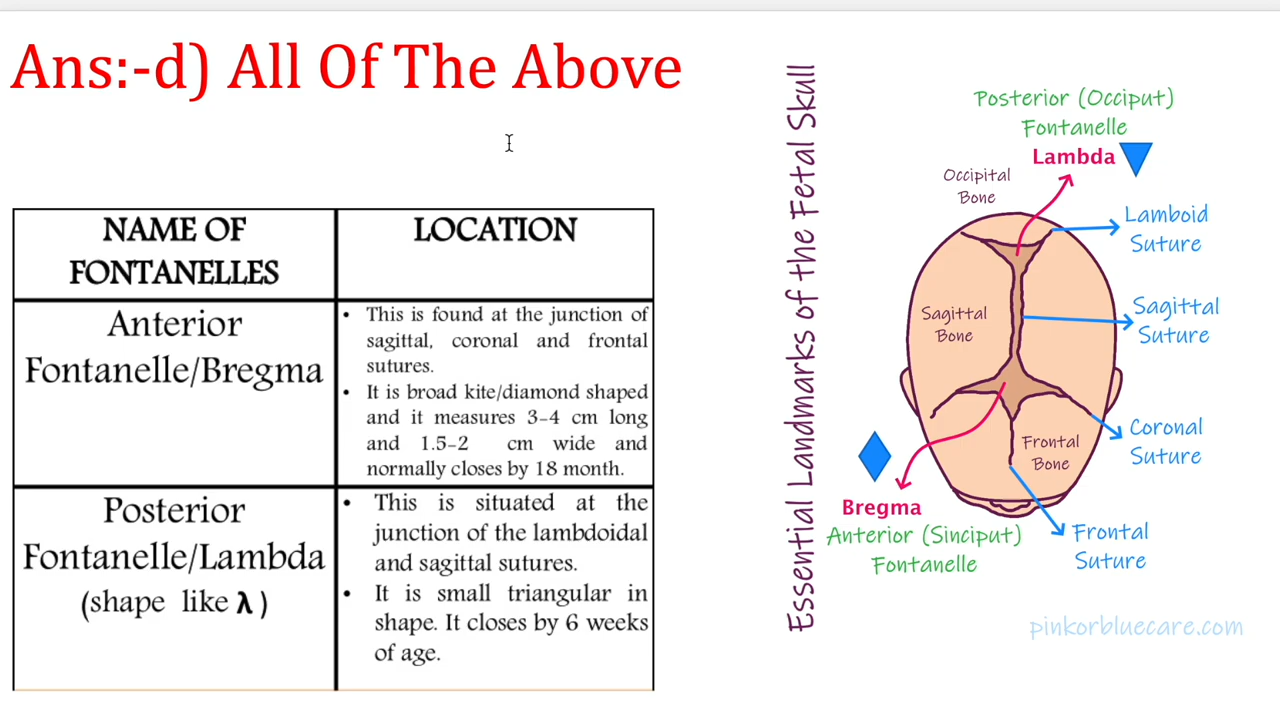 Ans:-d) All Of The Above
NAME OF
FONTANELLES
LOCATION
Anterior
Fontanelle/Bregma
• This is found at the junction of
sagittal, coronal and frontal
sutures.
• It is broad kite/diamond shaped
and it measures 3-4 cm long
and 1.5-2 cm wide and
normally closes by 18 month.
Posterior
Fontanelle/Lambda
(shape like λ)
• This is situated at the
junction of the lambdoidal
and sagittal sutures.
• It is small triangular in
shape. It closes by 6 weeks
of age.
Essential Landmarks of the Fetal Skull
Posterior (Occiput)
Fontanelle
Lambda
Occipital
Bone
Lamboid
Suture
Sagittal
Bone
Sagittal
Suture
Coronal
Suture
Frontal
Bone
Bregma
Anterior (Sinciput)
Fontanelle
Frontal
Suture
pinkorbluecare.com